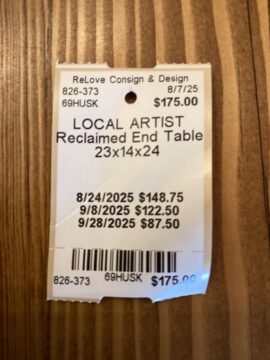 ReLove Consign & Design
826-373 8/7/25
69HUSK $175.00
LOCAL ARTIST
Reclaimed End Table
23x14x24
8/24/2025 $148.75
9/8/2025 $122.50
9/28/2025 $87.50
826-373 69HUSK $175.00